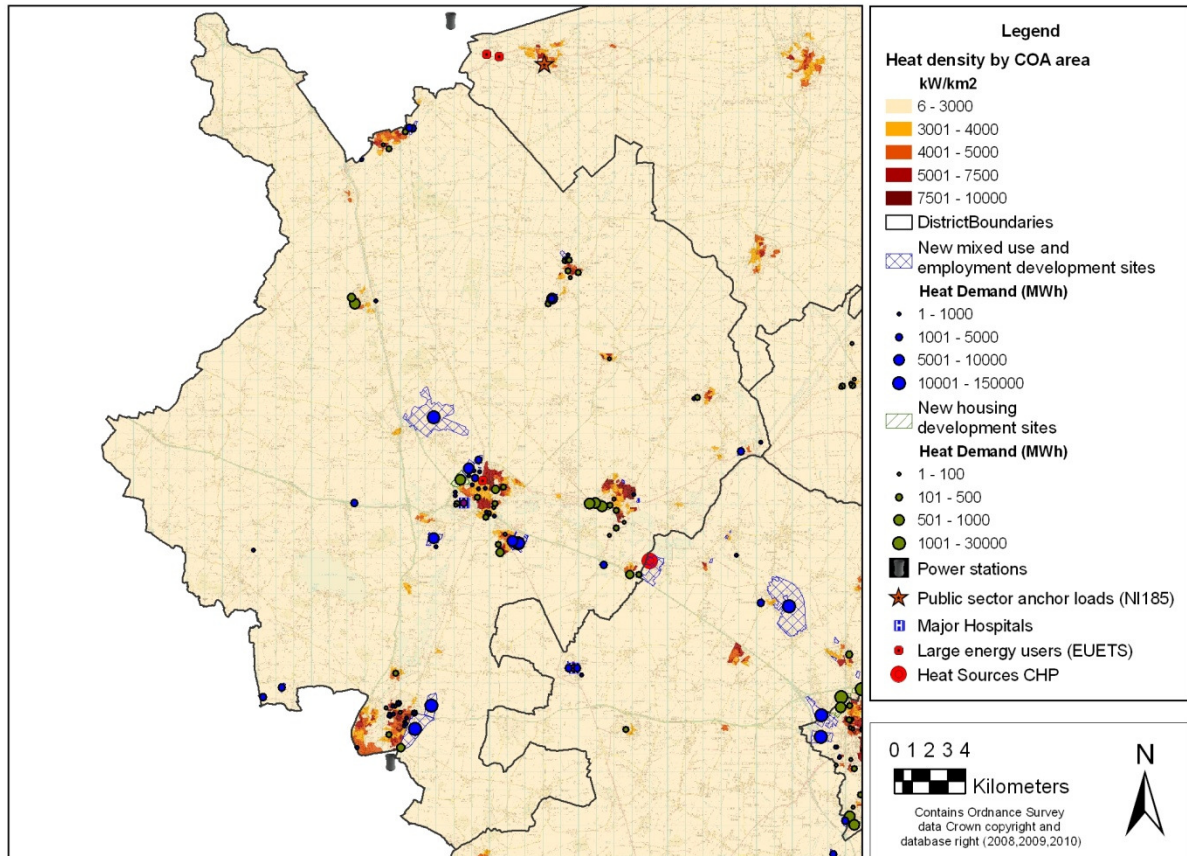 Legend
Heat density by COA area
kW/km2
6 - 3000
3001 - 4000
4001 - 5000
5001 - 7500
7501 - 10000
DistrictBoundaries
New mixed use and
employment development sites
Heat Demand (MWh)
1 - 1000
1001 - 5000
5001 - 10000
10001 - 150000
New housing
development sites
Heat Demand (MWh)
1 - 100
101 - 500
501 - 1000
1001 - 30000
Power stations
Public sector anchor loads (NI185)
H Major Hospitals
Large energy users (EUETS)
Heat Sources CHP
0 1 2 3 4
Kilometers
N
Contains Ordnance Survey
data Crown copyright and
database right (2008,2009,2010)